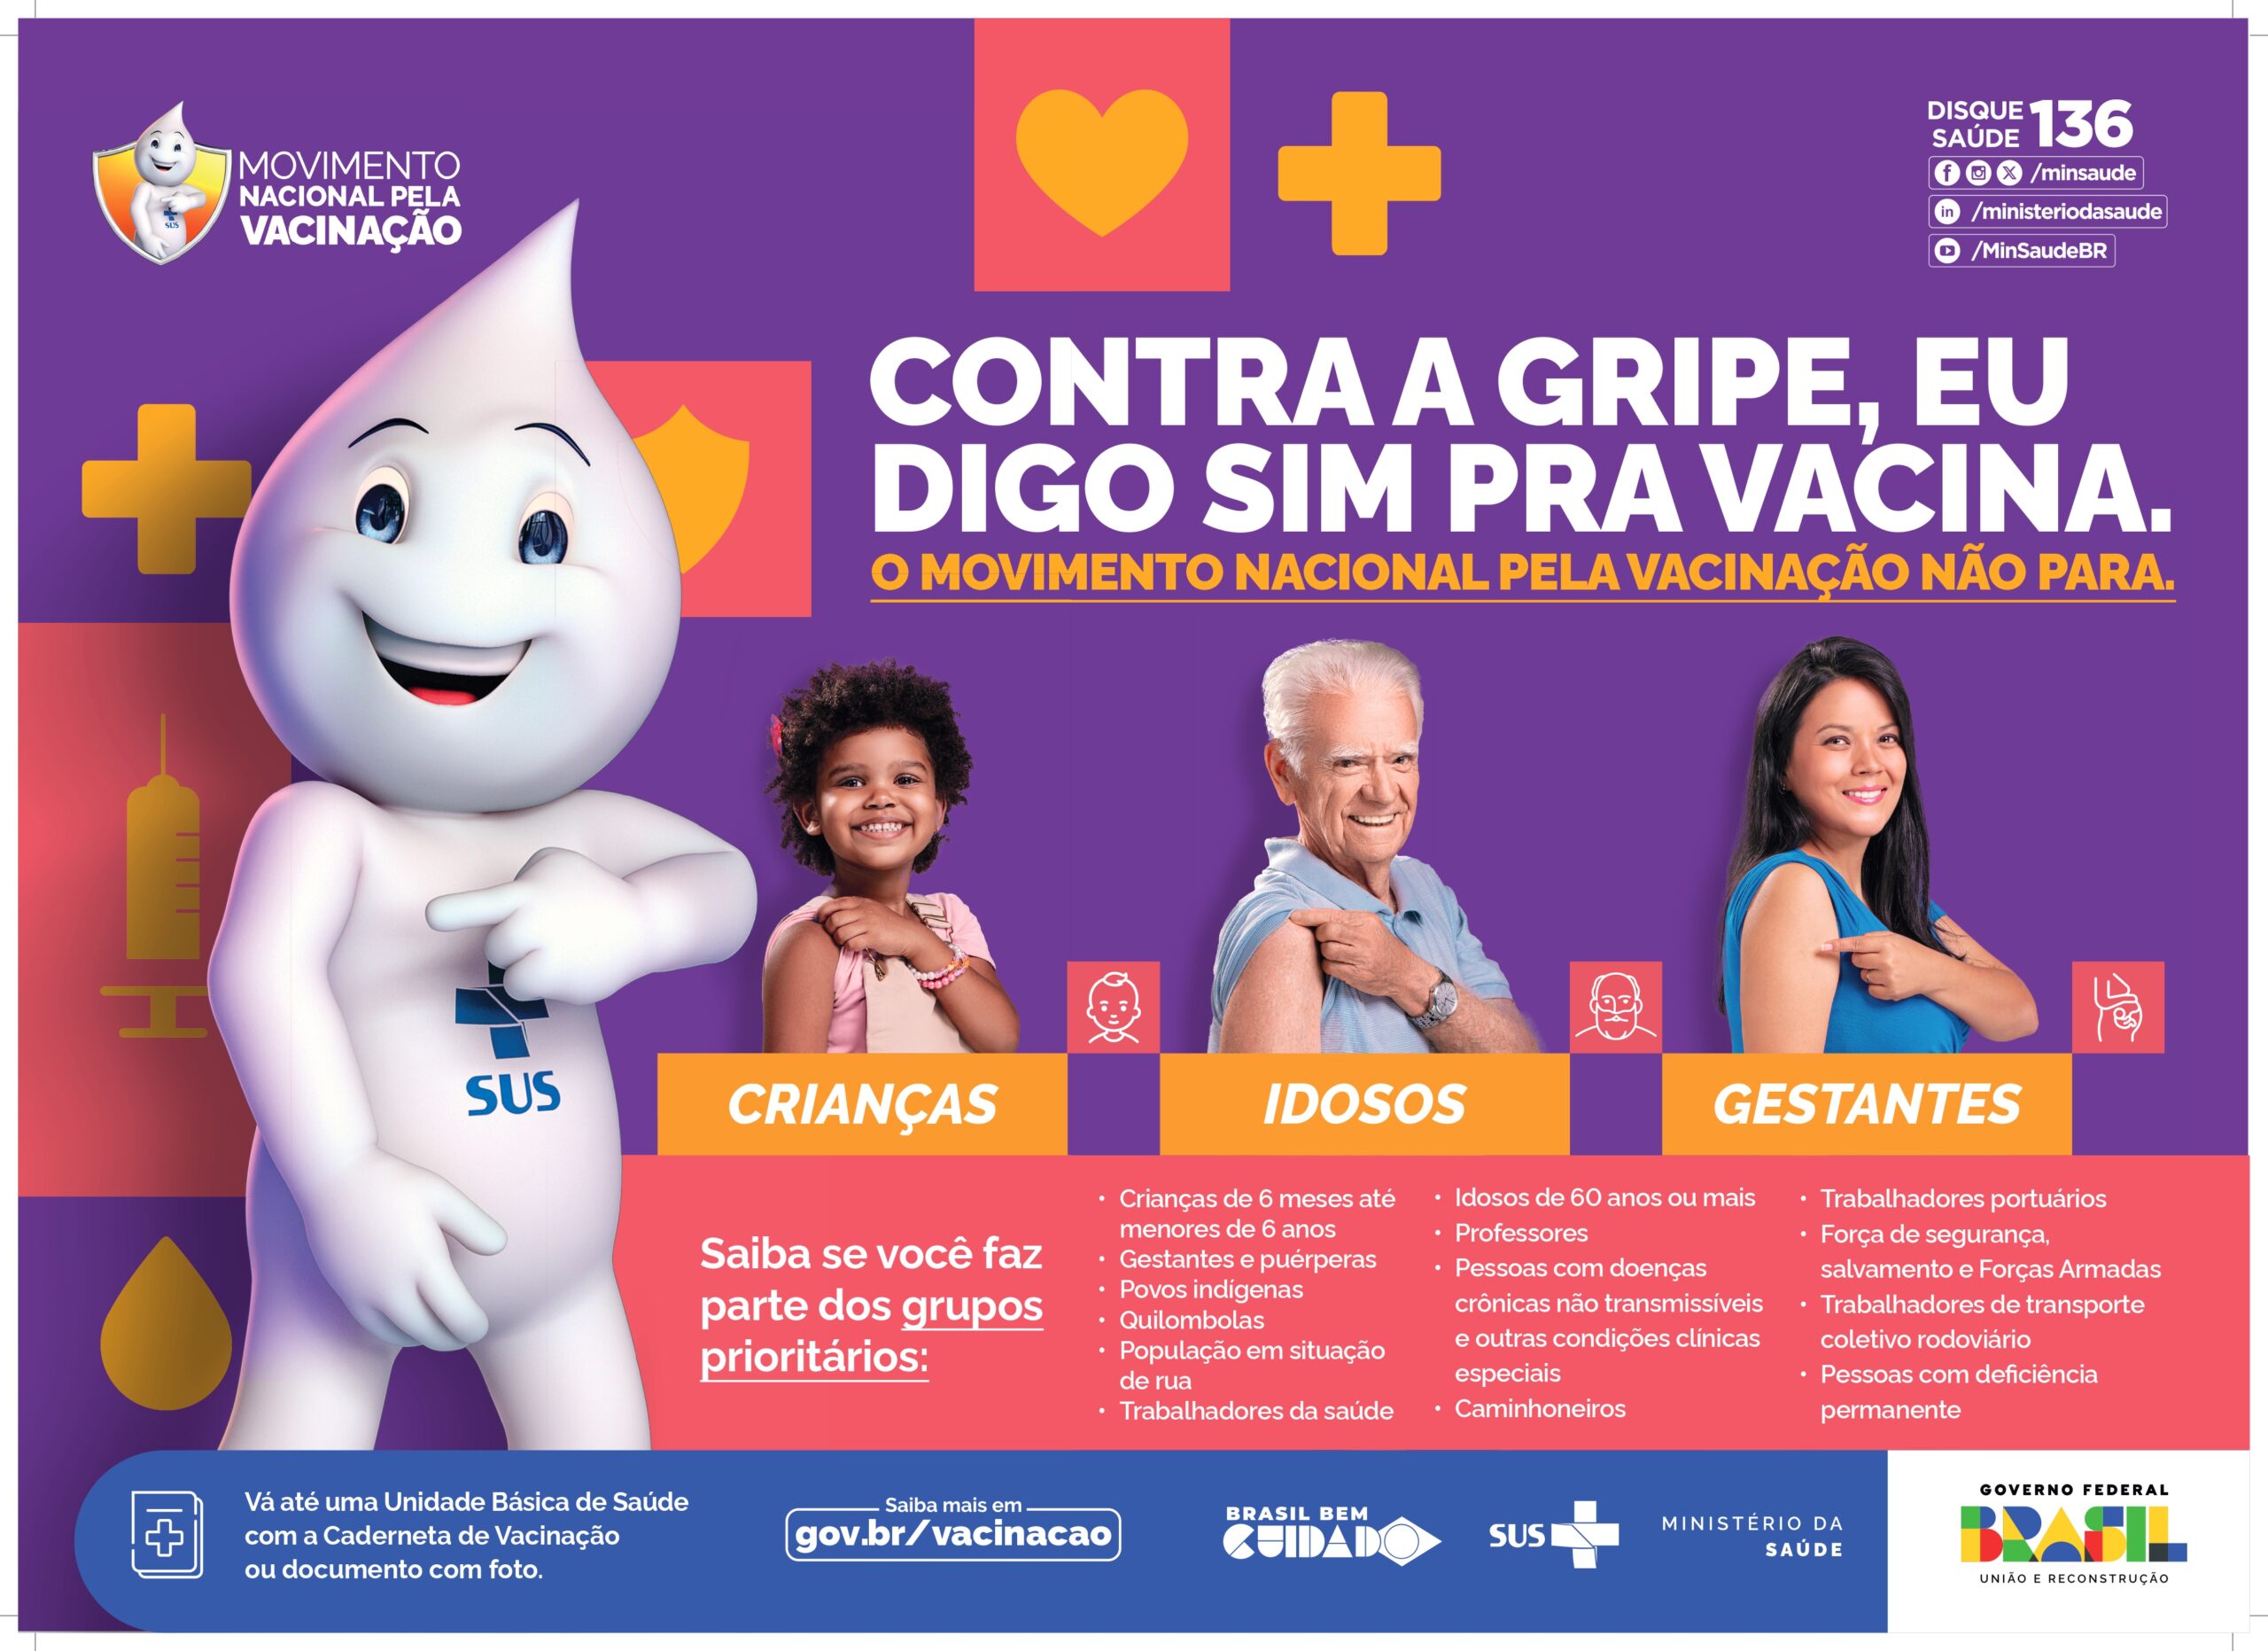 MOVIMENTO
NACIONAL PELA
VACINAÇÃO
SUS
DISQUE
SAÚDE 136
/minsaude
in /ministeriodasaude
/MinSaudeBR
CONTRA A GRIPE, EU
DIGO SIM PRA VACINA.
O MOVIMENTO NACIONAL PELA VACINAÇÃO NÃO PARA.
SUS
CRIANÇAS
IDOSOS
GESTANTES
Saiba se você faz
parte dos grupos
prioritários:
• Crianças de 6 meses até
menores de 6 anos
• Gestantes e puérperas
• Povos indígenas
• Quilombolas
• População em situação
de rua
• Trabalhadores da saúde
• Idosos de 60 anos ou mais
• Professores
• Pessoas com doenças
crônicas não transmissíveis
e outras condições clínicas
especiais
• Caminhoneiros
• Trabalhadores portuários
• Força de segurança,
salvamento e Forças Armadas
• Trabalhadores de transporte
coletivo rodoviário
• Pessoas com deficiência
permanente
Vá até uma Unidade Básica de Saúde
com a Caderneta de Vacinação
ou documento com foto.
Saiba mais em
gov.br/vacinacao
BRASIL BEM
CUIDADO
SUS
MINISTÉRIO DA
SAÚDE
GOVERNO FEDERAL
BRASIL
UNIÃO E RECONSTRUÇÃO